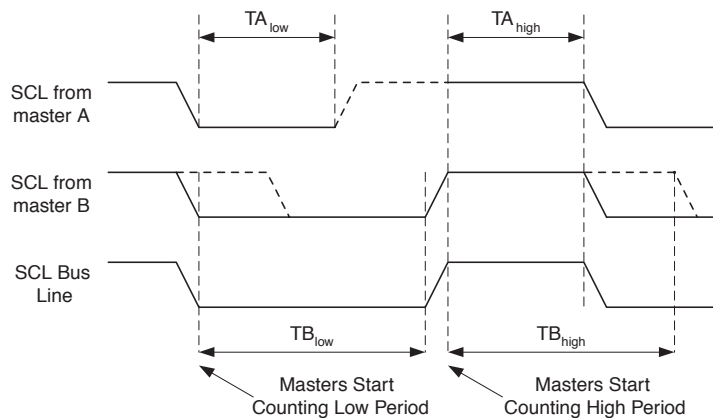 TA low
TA high
SCL from
master A
SCL from
master B
SCL Bus
Line
TB low
TB high
Masters Start
Counting Low Period
Masters Start
Counting High Period